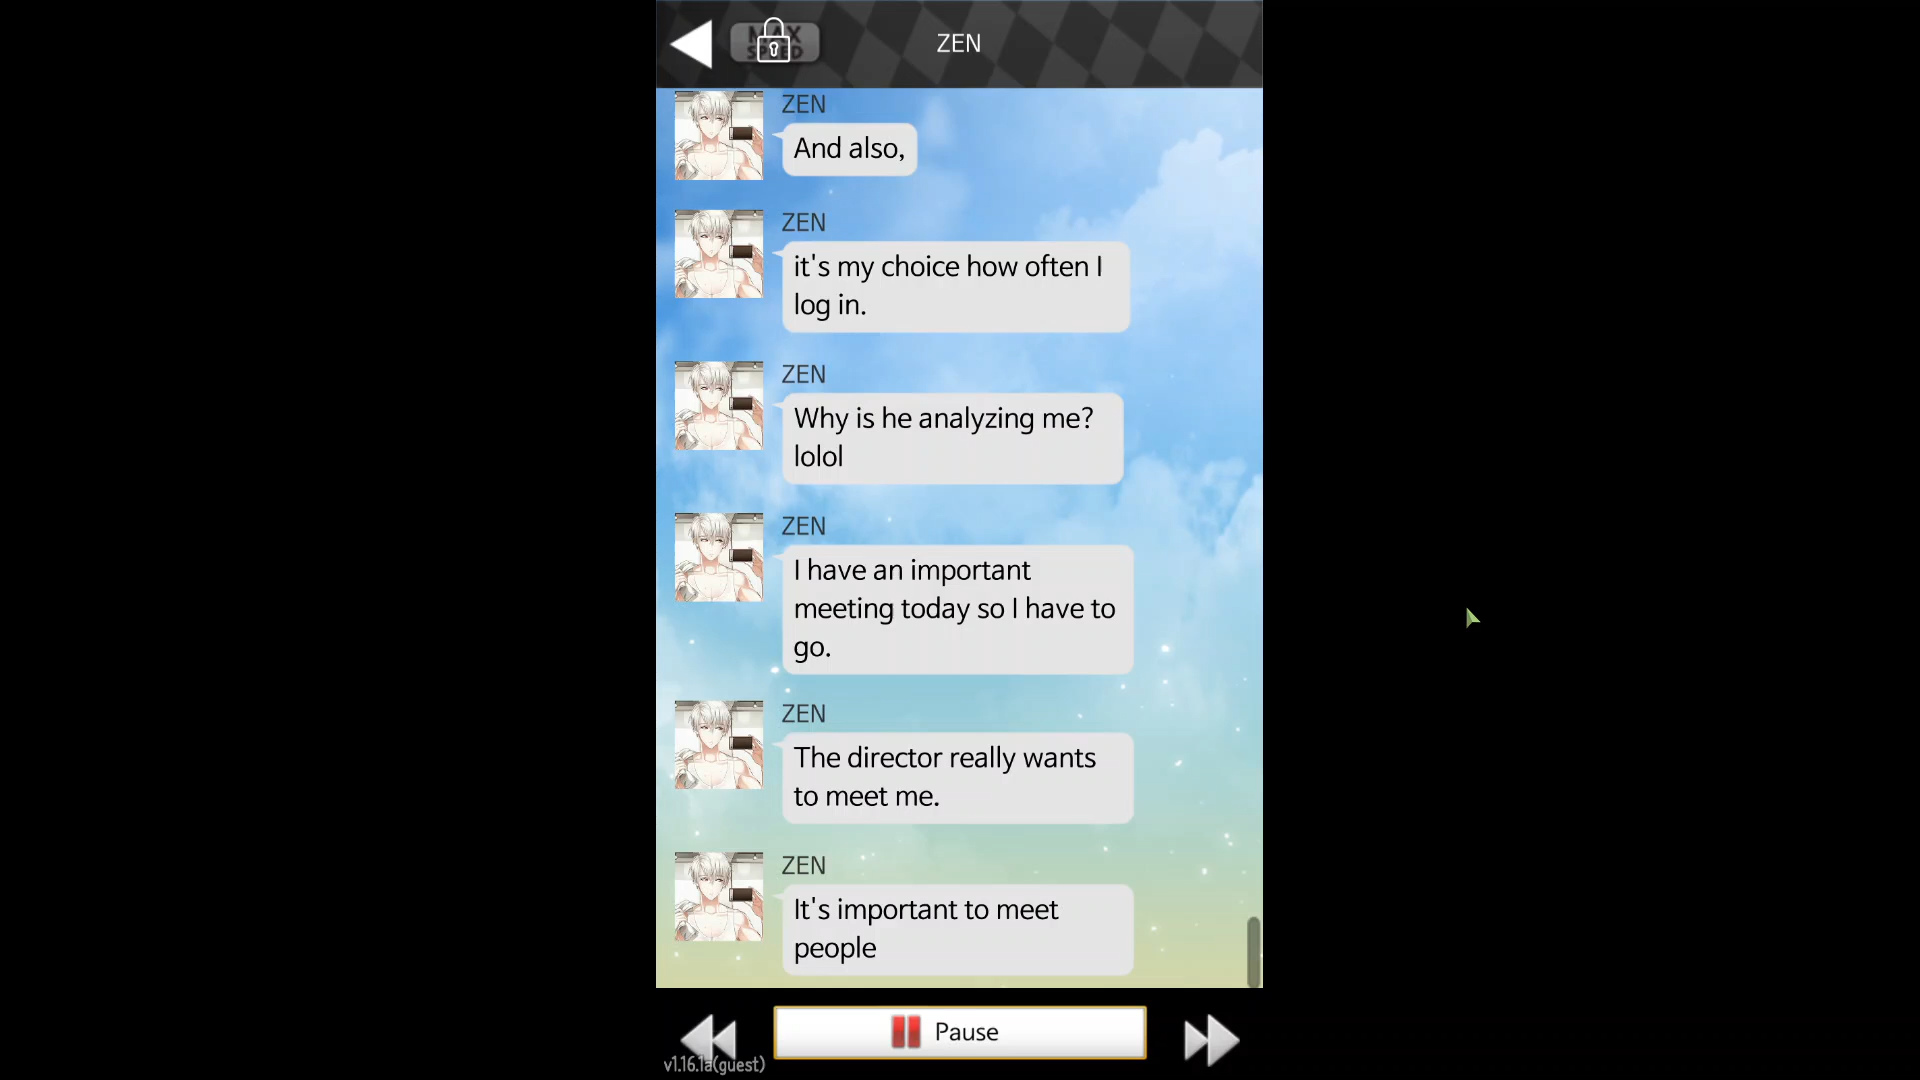 MAX
SPEED
ZEN
ZEN
And also,
ZEN
it's my choice how often I
log in.
ZEN
Why is he analyzing me?
lolol
ZEN
I have an important
meeting today so I have to
go.
ZEN
The director really wants
to meet me.
ZEN
It's important to meet
people
Pause
v1.16.1a(guest)